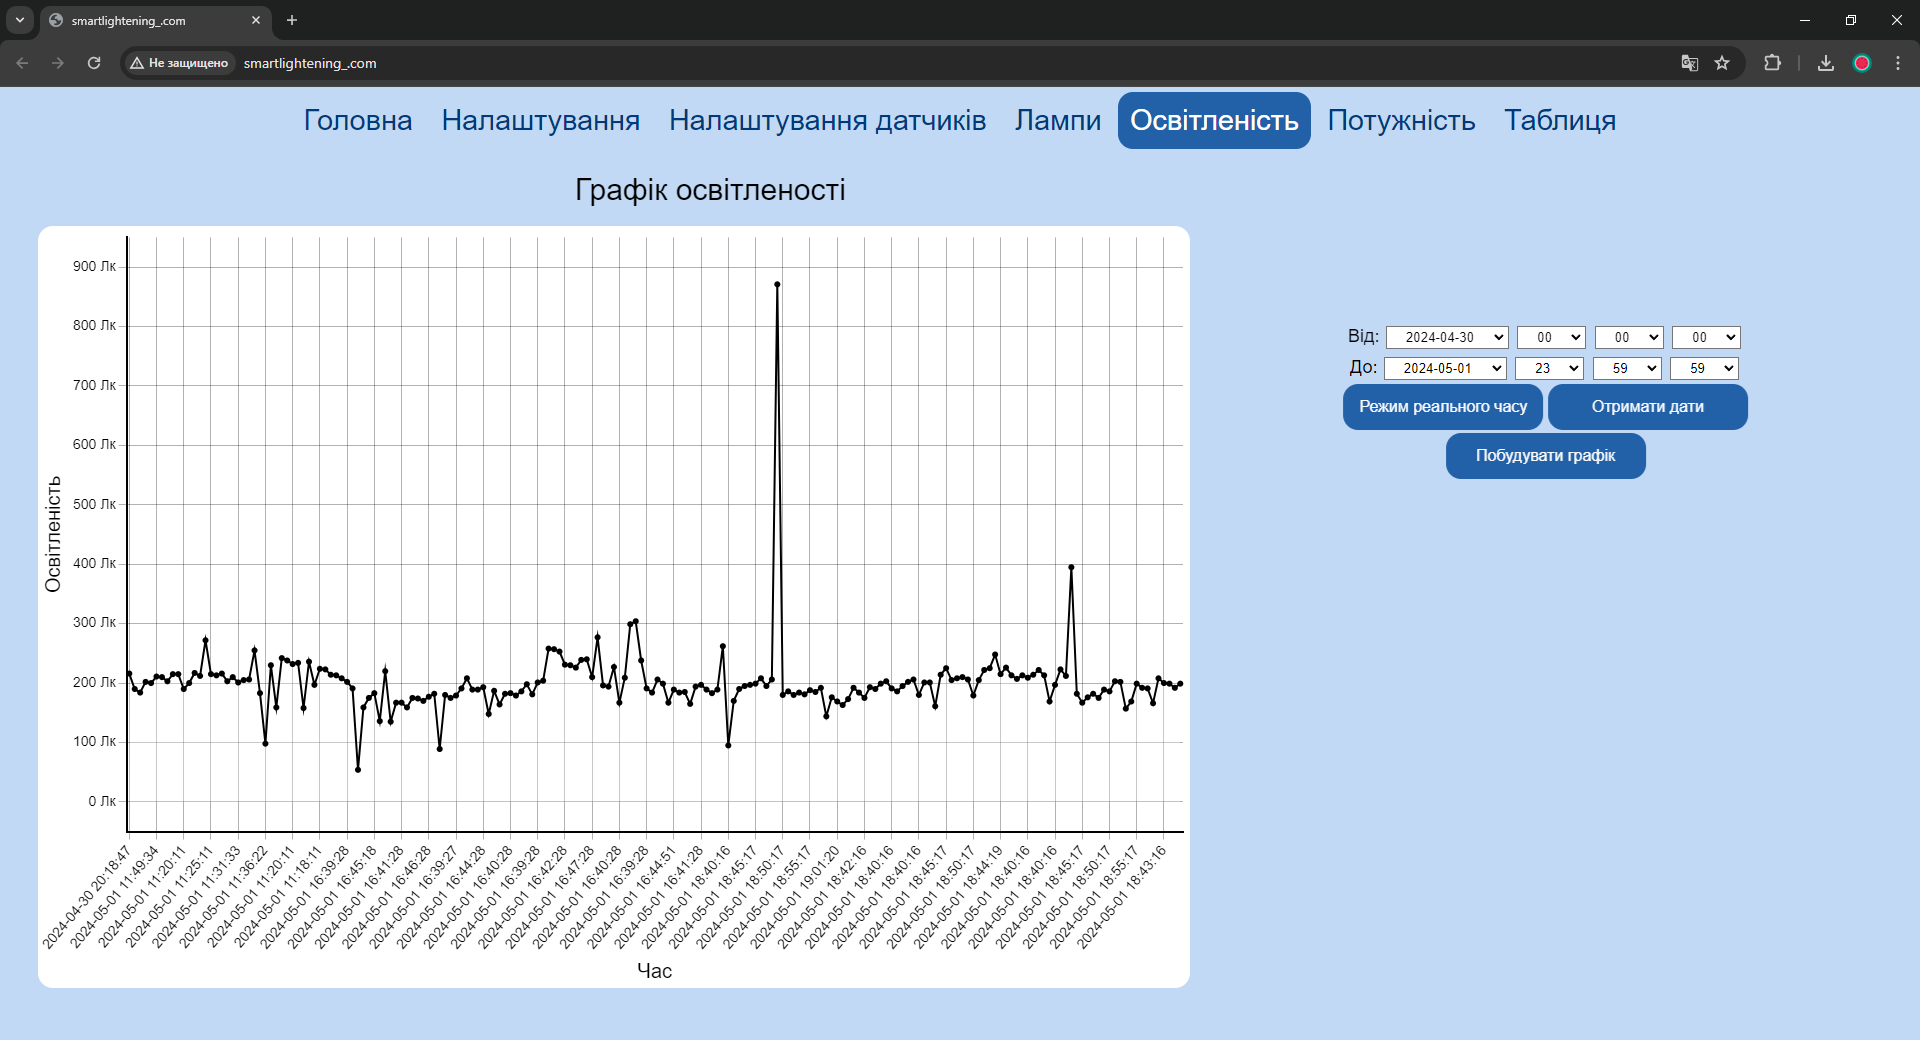 smartlightening_.com
Не защищено smartlightening_.com
Головна Налаштування Налаштування датчиків Лампи Освітленість Потужність Таблиця
Графік освітленості
900 Лк
800 Лк
700 Лк
600 Лк
500 Лк
400 Лк
300 Лк
200 Лк
100 Лк
0 Лк
Освітленість
2024-04-30 20:18:47
2024-05-01 11:49:34
2024-05-01 11:20:11
2024-05-01 11:25:11
2024-05-01 11:31:33
2024-05-01 11:36:22
2024-05-01 11:20:11
2024-05-01 11:18:11
2024-05-01 16:39:28
2024-05-01 16:45:18
2024-05-01 16:41:28
2024-05-01 16:46:28
2024-05-01 16:39:27
2024-05-01 16:44:28
2024-05-01 16:40:28
2024-05-01 16:39:28
2024-05-01 16:42:28
2024-05-01 16:47:28
2024-05-01 16:40:28
2024-05-01 16:39:28
2024-05-01 16:44:51
2024-05-01 16:41:28
2024-05-01 18:40:16
2024-05-01 18:45:17
2024-05-01 18:50:17
2024-05-01 18:55:17
2024-05-01 19:01:20
2024-05-01 18:42:16
2024-05-01 18:40:16
2024-05-01 18:40:16
2024-05-01 18:45:17
2024-05-01 18:50:17
2024-05-01 18:44:19
2024-05-01 18:40:16
2024-05-01 18:40:16
2024-05-01 18:45:17
2024-05-01 18:50:17
2024-05-01 18:55:17
2024-05-01 18:43:16
Час
Від: 2024-04-30 00 00 00
До: 2024-05-01 23 59 59
Режим реального часу Отримати дати
Побудувати графік